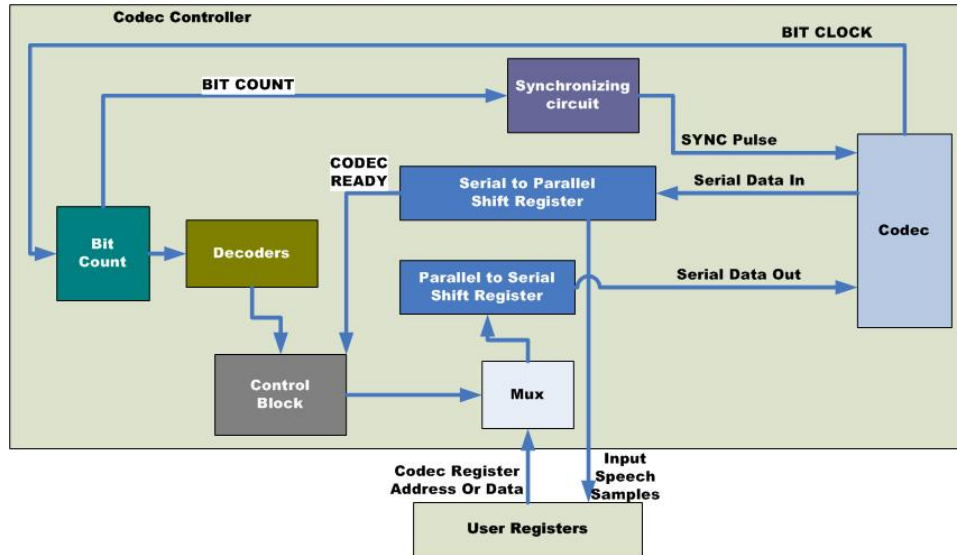 Codec Controller
BIT CLOCK
BIT COUNT
Synchronizing
circuit
SYNC Pulse
CODEC
READY
Serial to Parallel
Shift Register
Serial Data In
Bit
Count
Decoders
Codec
Parallel to Serial
Shift Register
Serial Data Out
Control
Block
Mux
Codec Register
Address Or Data
Input
Speech
Samples
User Registers